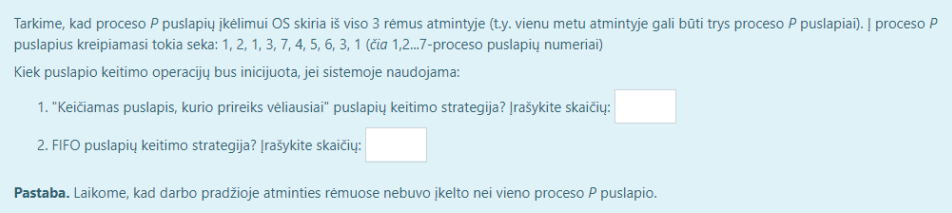 Tarkime, kad proceso P puslapių įkėlimui OS skiria iš viso 3 rėmus atmintyje (t.y. vienu metu atmintyje gali būti trys proceso P puslapiai). Į proceso P
puslapius kreipiamasi tokia seka: 1, 2, 1, 3, 7, 4, 5, 6, 3, 1 (čia 1,2...7-proceso puslapių numeriai)
Kiek puslapio keitimo operacijų bus inicijuota, jei sistemoje naudojama:
1. "Keičiamas puslapis, kurio prireiks vėliausiai" puslapių keitimo strategija? Įrašykite skaičių:
2. FIFO puslapių keitimo strategija? Įrašykite skaičių:
Pastaba. Laikome, kad darbo pradžioje atminties rėmuose nebuvo įkelto nei vieno proceso P puslapio.